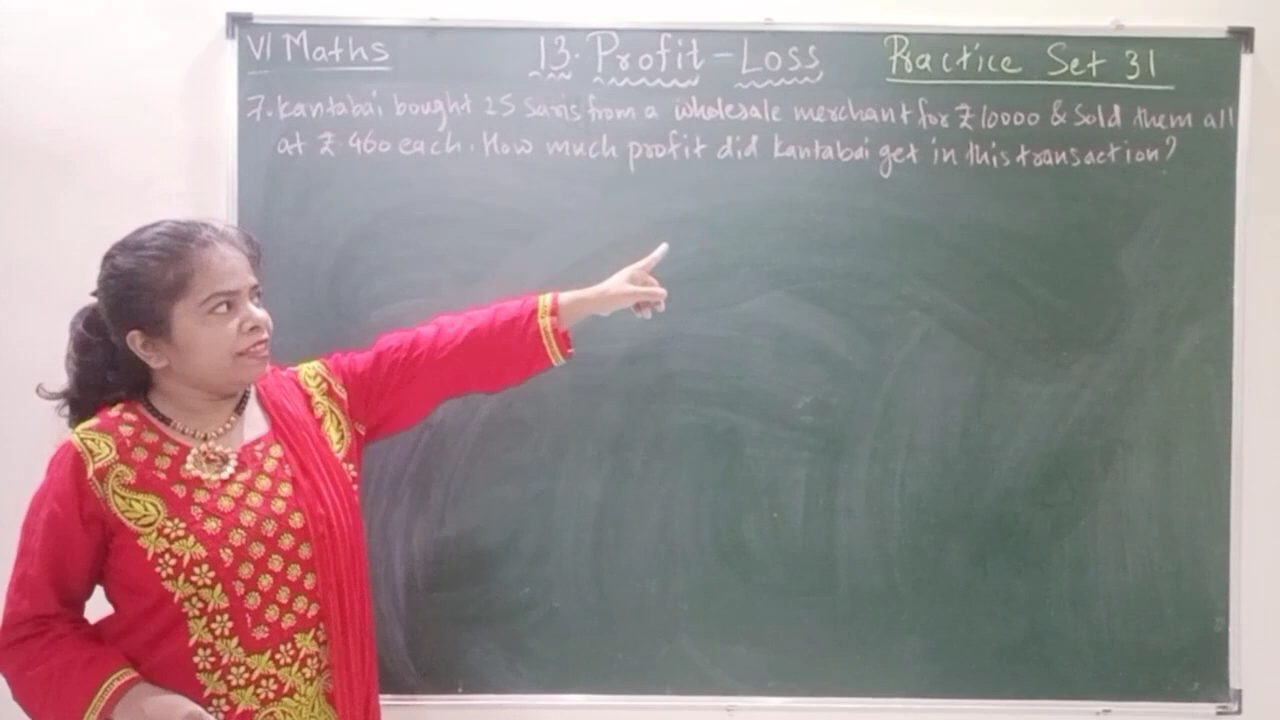 VI Maths
13. Profit - Loss
Practice Set 31
7. Kantabai bought 25 Saris from a wholesale merchant for ₹ 10000 & Sold them all
at ₹. 460 each. How much profit did Kantabai get in this transaction?